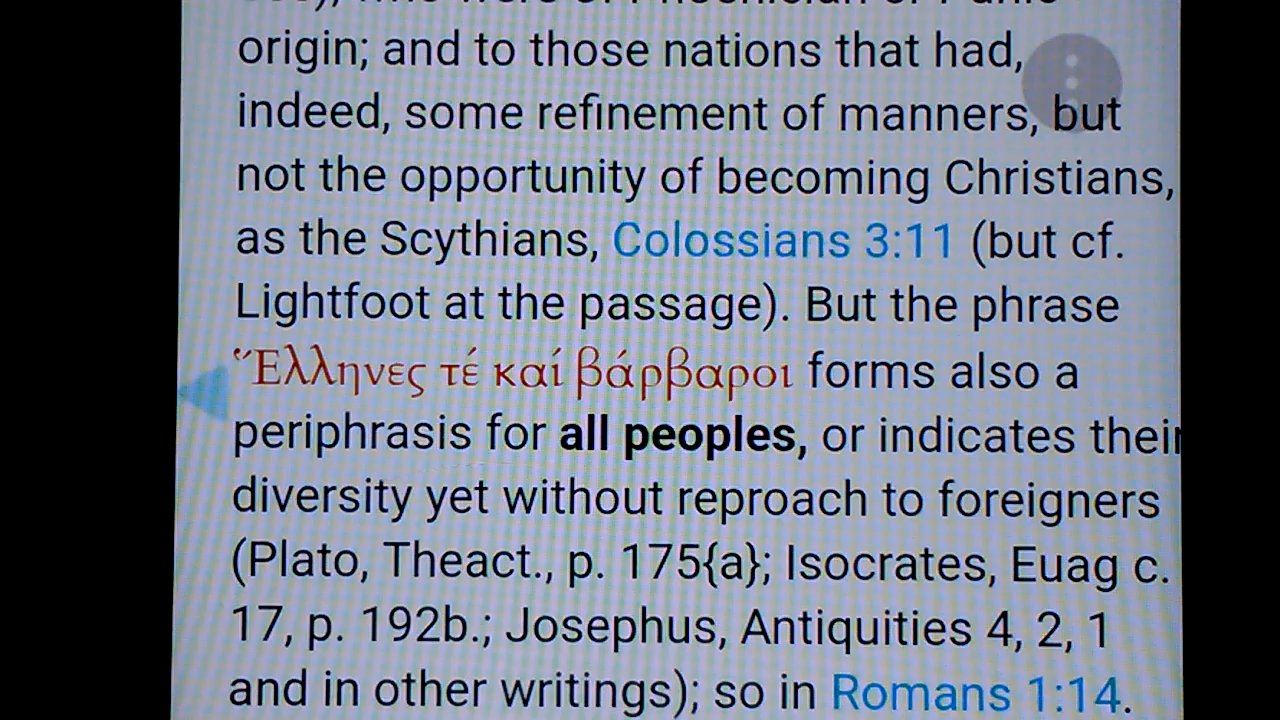 origin; and to those nations that had,
indeed, some refinement of manners, but
not the opportunity of becoming Christians,
as the Scythians, Colossians 3:11 (but cf.
Lightfoot at the passage). But the phrase
Ἕλληνες τέ καί βάρβαροι forms also a
periphrasis for all peoples, or indicates their
diversity yet without reproach to foreigners
(Plato, Theact., p. 175{a}; Isocrates, Euag c.
17, p. 192b.; Josephus, Antiquities 4, 2, 1
and in other writings); so in Romans 1:14.